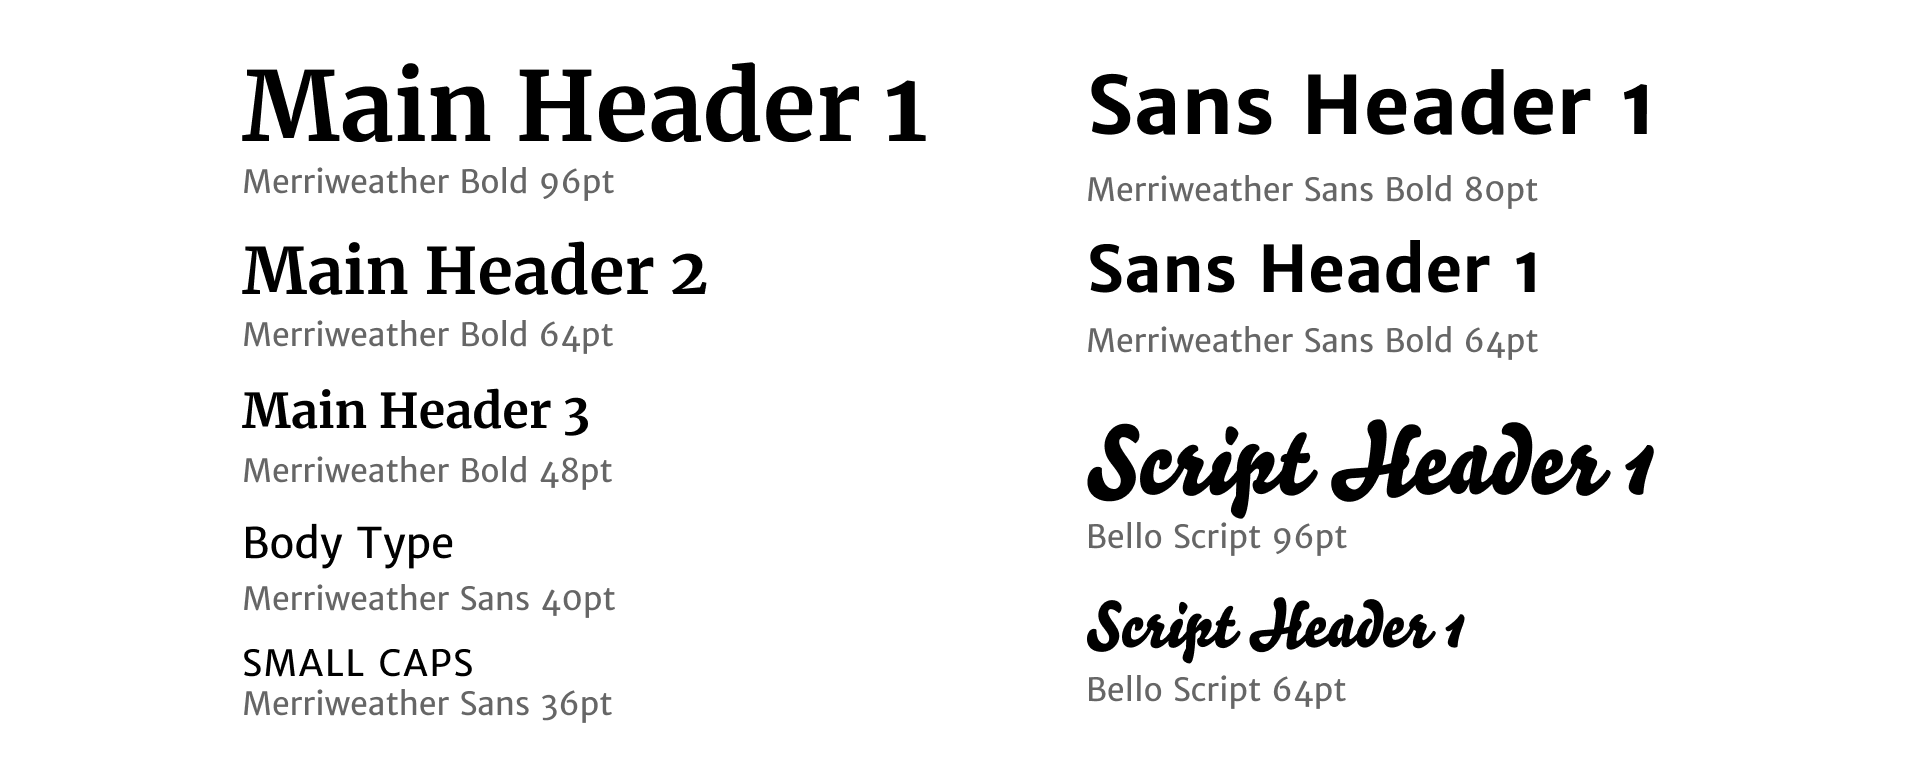 Main Header 1
Merriweather Bold 96pt
Main Header 2
Merriweather Bold 64pt
Main Header 3
Merriweather Bold 48pt
Body Type
Merriweather Sans 40pt
SMALL CAPS
Merriweather Sans 36pt
Sans Header 1
Merriweather Sans Bold 80pt
Sans Header 1
Merriweather Sans Bold 64pt
Script Header 1
Bello Script 96pt
Script Header 1
Bello Script 64pt